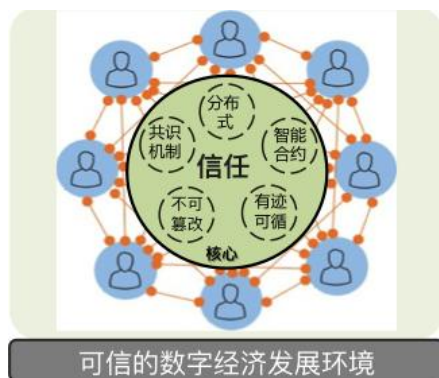 分布
式
共识
机制
智能
合约
信任
不可
篡改
有迹
可循
核心
可信的数字经济发展环境